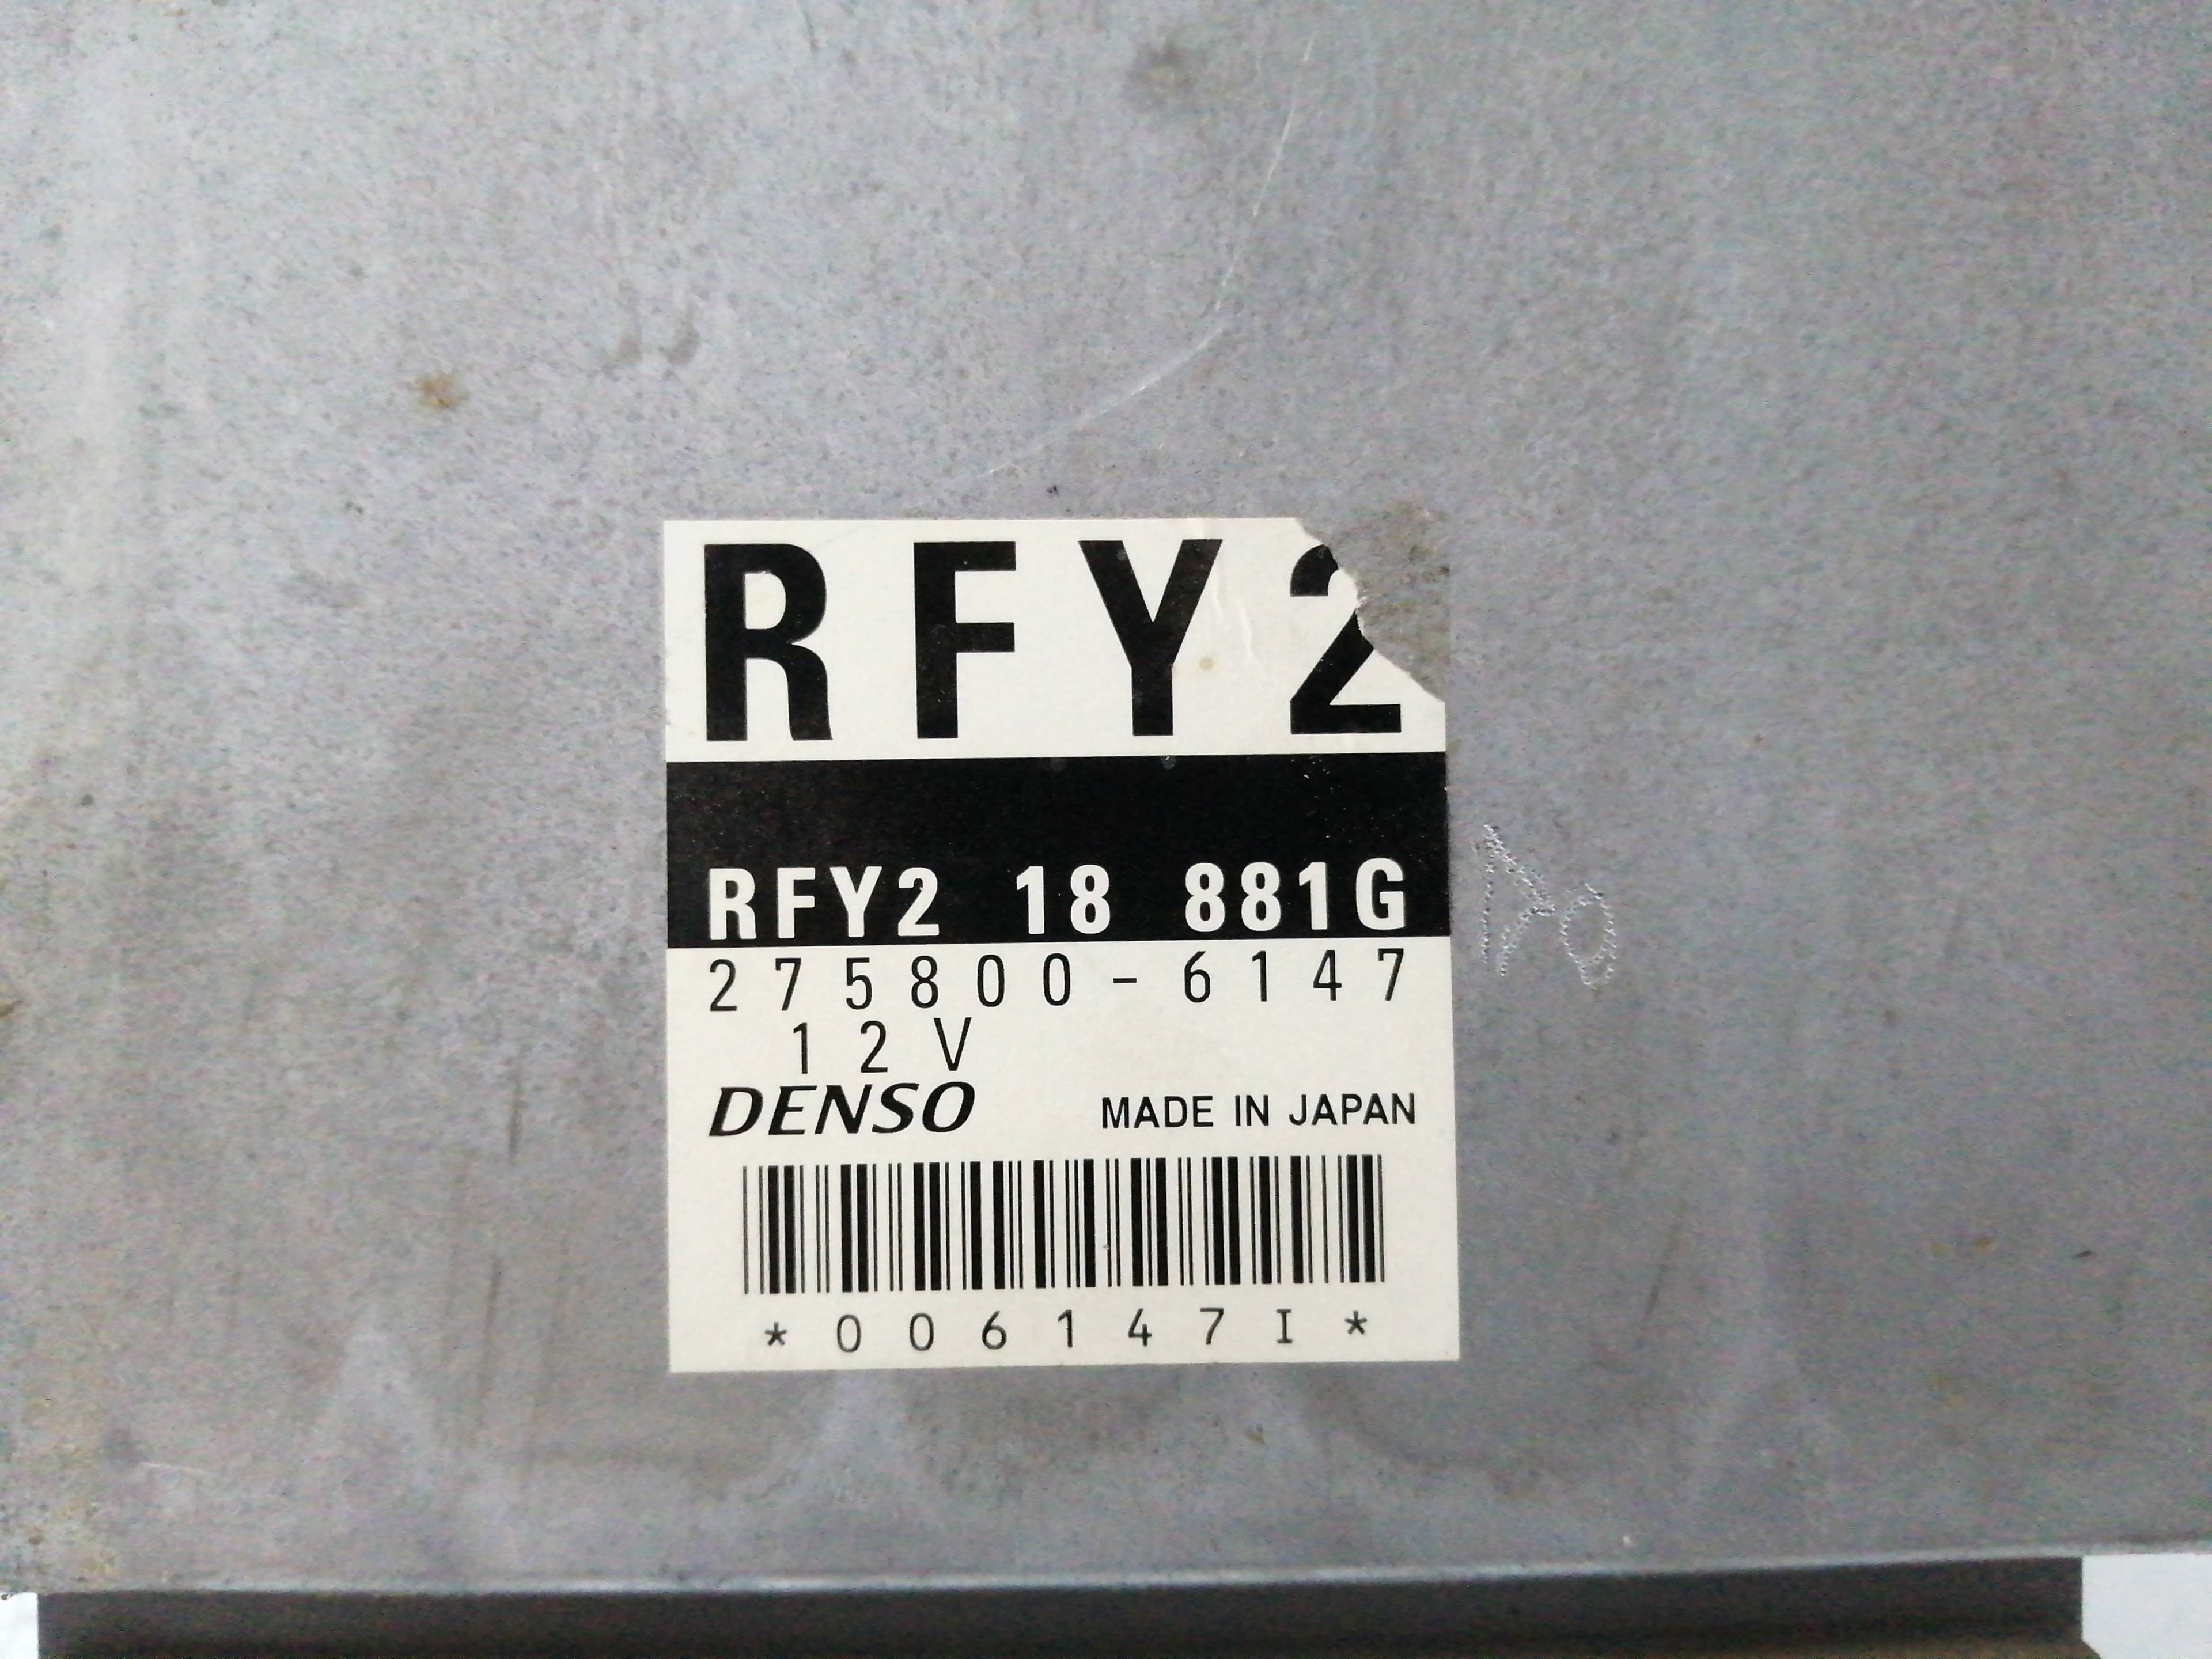 RFY2
RFY2 18 881G
275800-6147
12V
DENSO MADE IN JAPAN
*006147I*